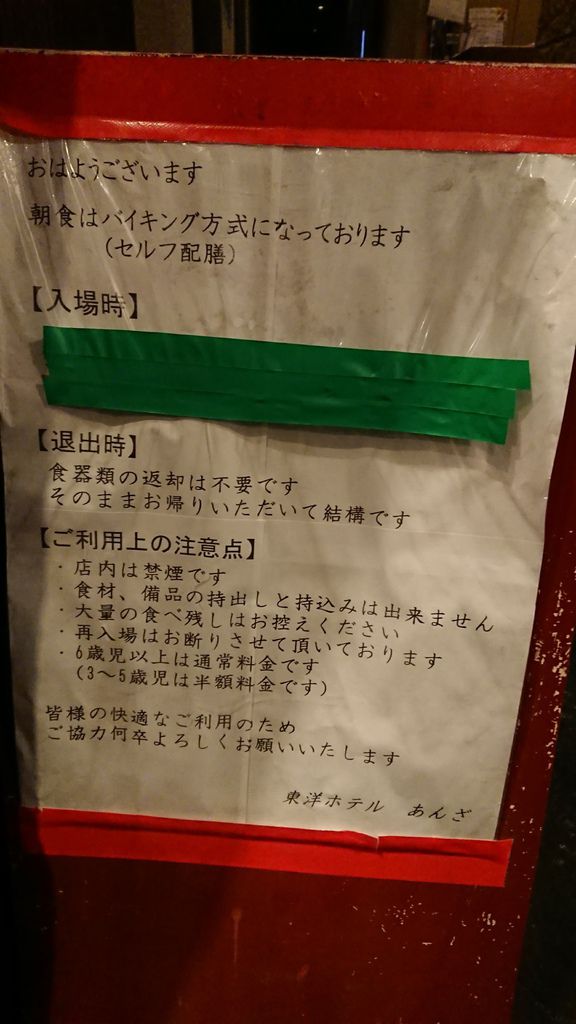 おはようございます
朝食はバイキング方式になっております
（セルフ配膳）
【入場時】
【退出時】
食器類の返却は不要です
そのままお帰りいただいて結構です
【ご利用上の注意点】
・店内は禁煙です
・食材、備品の持出しと持込みは出来ません
・大量の食べ残しはお控えください
・再入場はお断りさせて頂いております
・6歳児以上は通常料金です
（3〜5歳児は半額料金です）
皆様の快適なご利用のため
ご協力何卒よろしくお願いいたします
東洋ホテル　あんざ